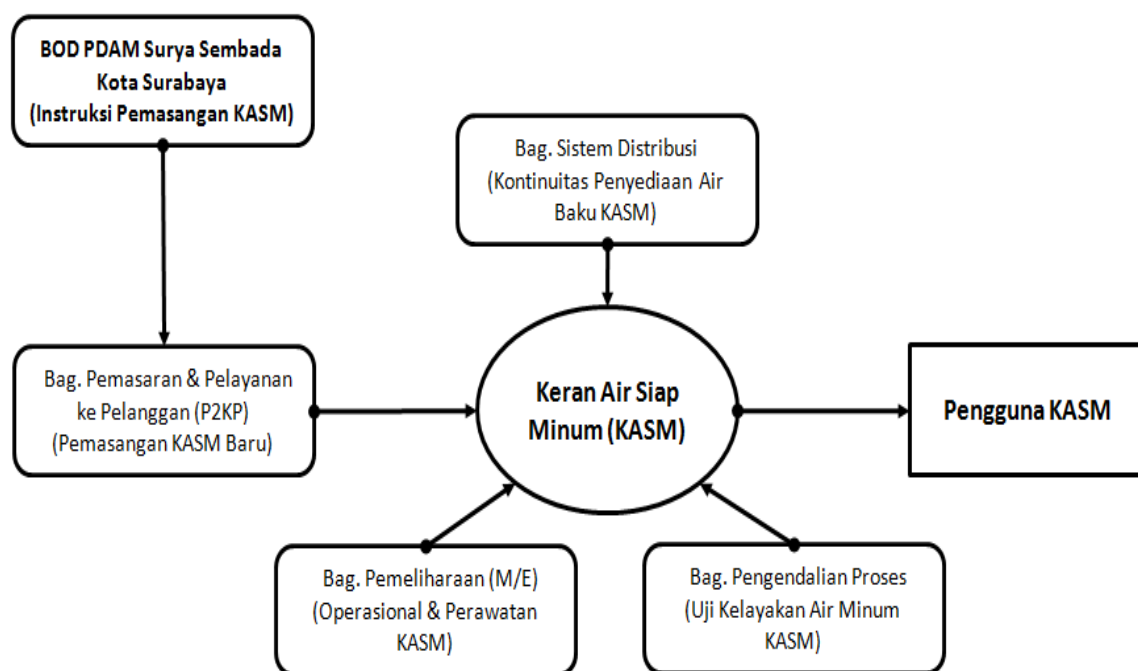 BOD PDAM Surya Sembada
Kota Surabaya
(Instruksi Pemasangan KASM)
Bag. Sistem Distribusi
(Kontinuitas Penyediaan Air
Baku KASM)
Bag. Pemasaran & Pelayanan
ke Pelanggan (P2KP)
(Pemasangan KASM Baru)
Keran Air Siap
Minum (KASM)
Pengguna KASM
Bag. Pemeliharaan (M/E)
(Operasional & Perawatan
KASM)
Bag. Pengendalian Proses
(Uji Kelayakan Air Minum
KASM)